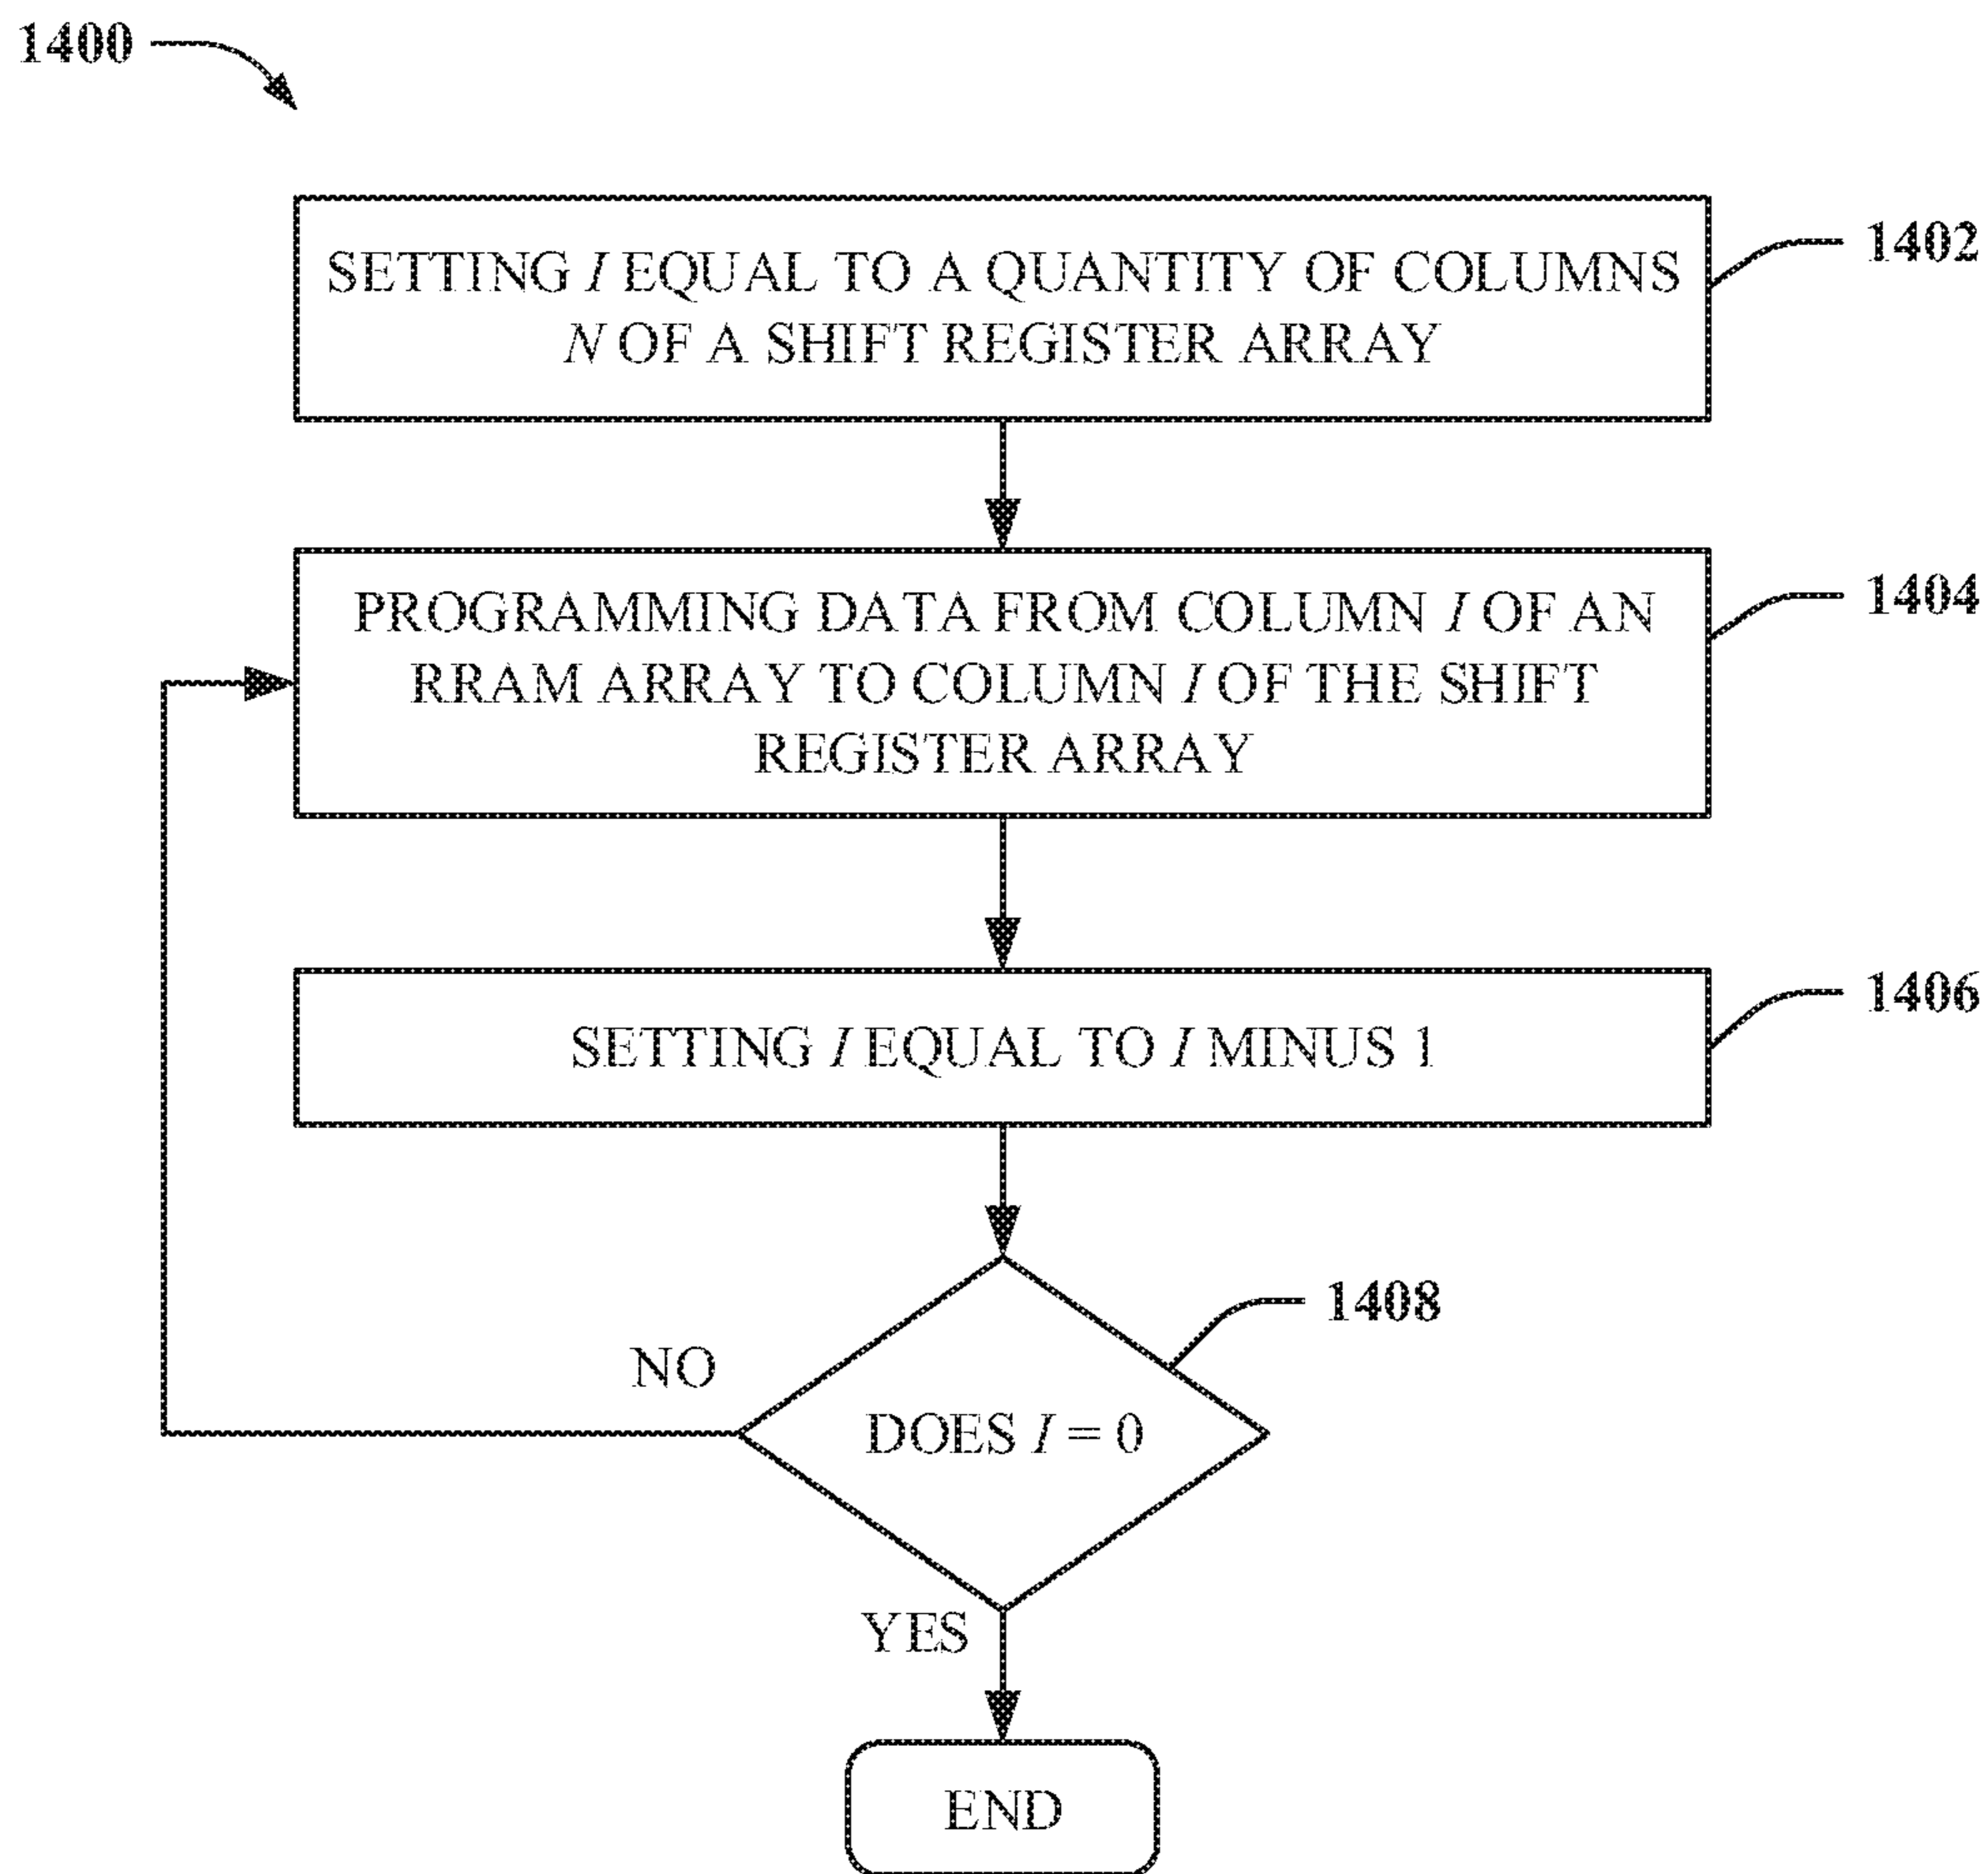 1400
SETTING I EQUAL TO A QUANTITY OF COLUMNS
N OF A SHIFT REGISTER ARRAY
1402
PROGRAMMING DATA FROM COLUMN I OF AN
RRAM ARRAY TO COLUMN I OF THE SHIFT
REGISTER ARRAY
1404
SETTING I EQUAL TO I MINUS 1
1406
1408
DOES I = 0
NO
YES
END